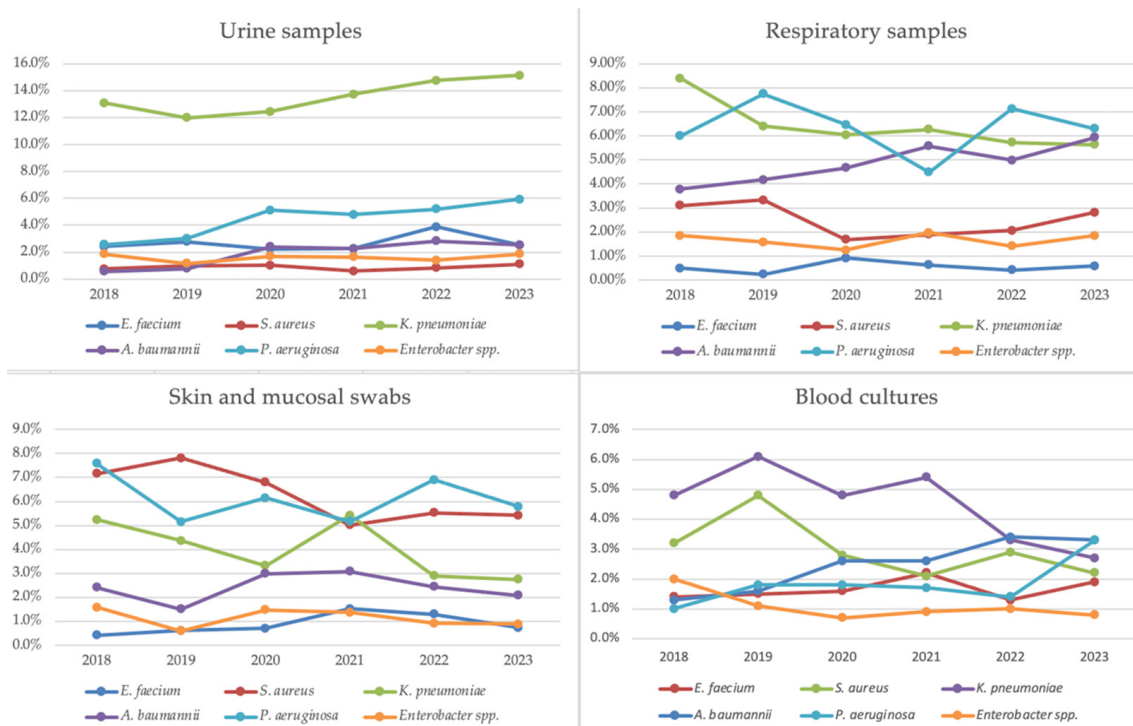 Urine samples
16.0%
14.0%
12.0%
10.0%
8.0%
6.0%
4.0%
2.0%
0.0%
2018 2019 2020 2021 2022 2023
E. faecium S. aureus K. pneumoniae
A. baumannii P. aeruginosa Enterobacter spp.
Respiratory samples
9.00%
8.00%
7.00%
6.00%
5.00%
4.00%
3.00%
2.00%
1.00%
0.00%
2018 2019 2020 2021 2022 2023
E. faecium S. aureus K. pneumoniae
A. baumannii P. aeruginosa Enterobacter spp.
Skin and mucosal swabs
9.0%
8.0%
7.0%
6.0%
5.0%
4.0%
3.0%
2.0%
1.0%
0.0%
2018 2019 2020 2021 2022 2023
E. faecium S. aureus K. pneumoniae
A. baumannii P. aeruginosa Enterobacter spp.
Blood cultures
7.0%
6.0%
5.0%
4.0%
3.0%
2.0%
1.0%
0.0%
2018 2019 2020 2021 2022 2023
E. faecium S. aureus K. pneumoniae
A. baumannii P. aeruginosa Enterobacter spp.